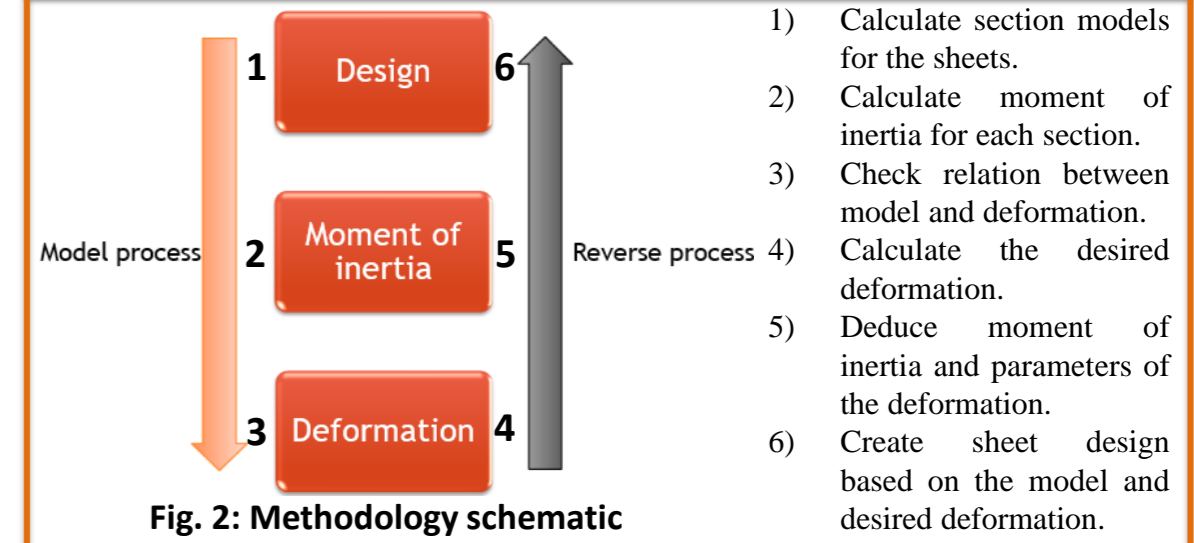 1
Design
6
Model process
2
Moment of
inertia
5
Reverse process
3
Deformation
4
Fig. 2: Methodology schematic
1) Calculate section models
for the sheets.
2) Calculate moment of
inertia for each section.
3) Check relation between
model and deformation.
4) Calculate the desired
deformation.
5) Deduce moment of
inertia and parameters of
the deformation.
6) Create sheet design
based on the model and
desired deformation.